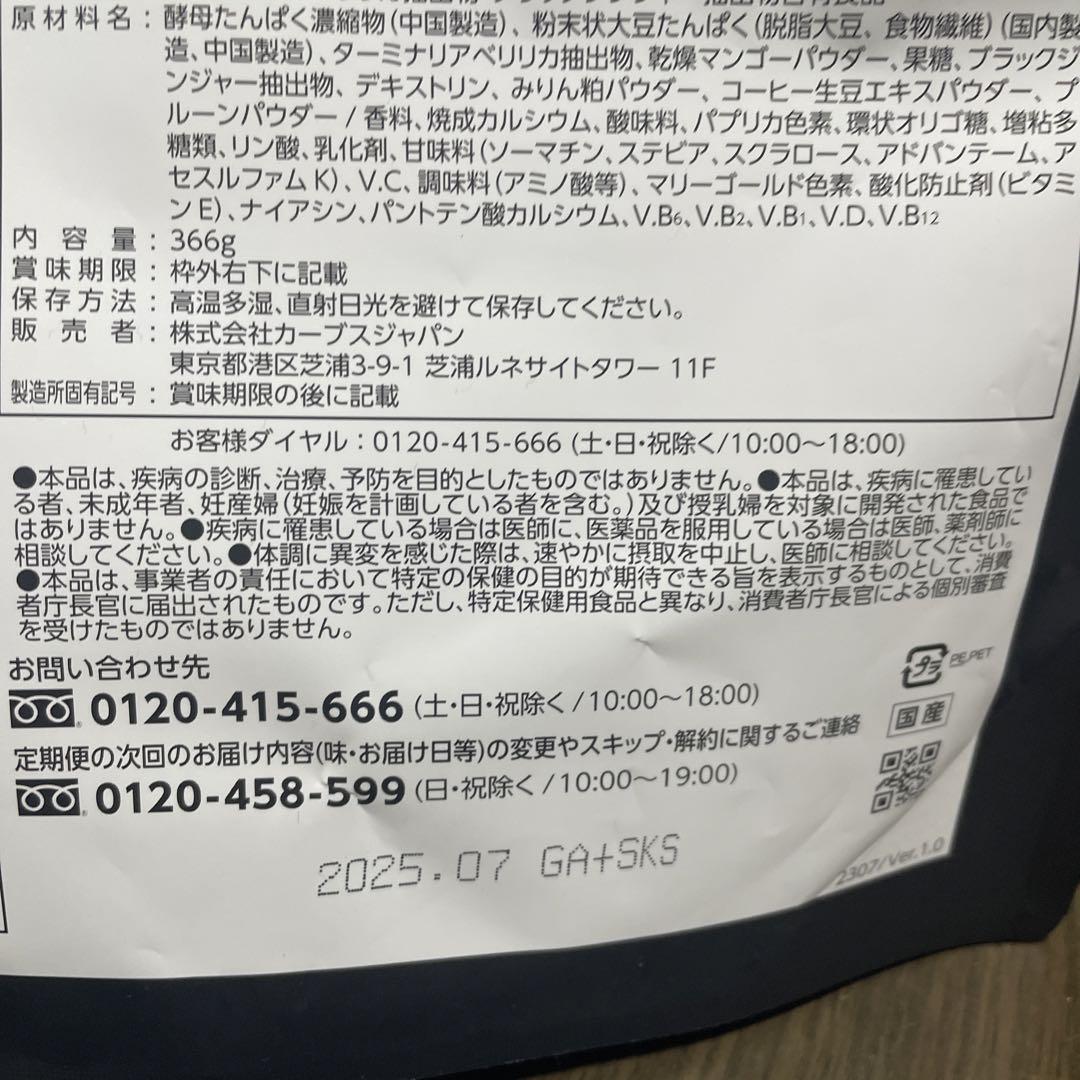 原材料名：酵母たんぱく濃縮物（中国製造）、粉末状大豆たんぱく（脱脂大豆、食物繊維）（国内製
造、中国製造）、ターミナリアベリリカ抽出物、乾燥マンゴーパウダー、果糖、ブラックジ
ンジャー抽出物、デキストリン、みりん粕パウダー、コーヒー生豆エキスパウダー、プ
ルーンパウダー / 香料、焼成カルシウム、酸味料、パプリカ色素、環状オリゴ糖、増粘多
糖類、リン酸、乳化剤、甘味料（ソーマチン、ステビア、スクラロース、アドバンテーム、ア
セスルファムK）、V.C、調味料（アミノ酸等）、マリーゴールド色素、酸化防止剤（ビタミ
ンE）、ナイアシン、パントテン酸カルシウム、V.B6、V.B2、V.B1、V.D、V.B12
内容量：366g
賞味期限：枠外右下に記載
保存方法：高温多湿、直射日光を避けて保存してください。
販売者：株式会社カーブスジャパン
東京都港区芝浦3-9-1 芝浦ルネサイトタワー 11F
製造所固有記号：賞味期限の後に記載
お客様ダイヤル：0120-415-666 (土・日・祝除く/10:00～18:00)
●本品は、疾病の診断、治療、予防を目的としたものではありません。●本品は、疾病に罹患してい
る者、未成年者、妊産婦（妊娠を計画している者を含む。）及び授乳婦を対象に開発された食品で
はありません。●疾病に罹患している場合は医師に、医薬品を服用している場合は医師、薬剤師に
相談してください。●体調に異変を感じた際は、速やかに摂取を中止し、医師に相談してください。
●本品は、事業者の責任において特定の保健の目的が期待できる旨を表示するものとして、消費
者庁長官に届出されたものです。ただし、特定保健用食品と異なり、消費者庁長官による個別審査
を受けたものではありません。
お問い合わせ先
0120-415-666 (土・日・祝除く/10:00～18:00)
プラ PE,PET
国産
定期便の次回のお届け内容(味・お届け日等)の変更やスキップ・解約に関するご連絡
0120-458-599 (日・祝除く/10:00～19:00)
2025.07 GA+SKS
2307/Ver.1.0